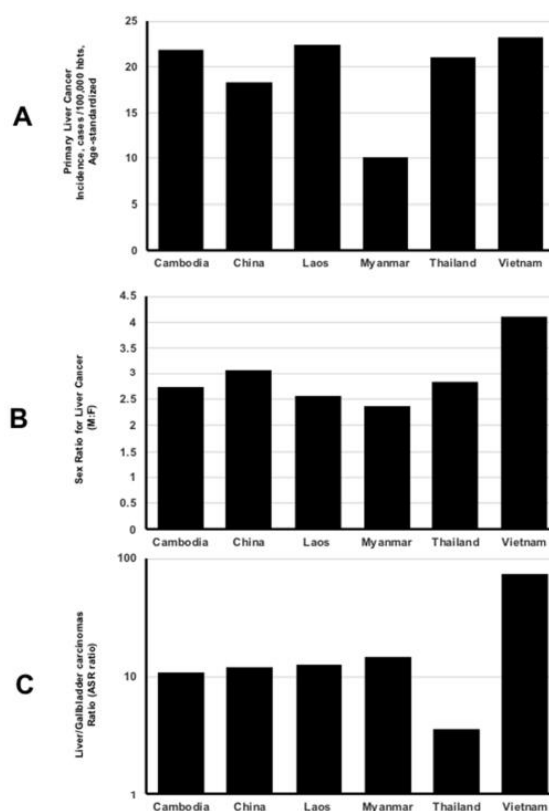 A
Primary Liver Cancer
Incidence, cases /100,000 hbts,
Age-standardized
25
20
15
10
5
0
Cambodia China Laos Myanmar Thailand Vietnam
B
Sex Ratio for Liver Cancer
(M:F)
4.5
4
3.5
3
2.5
2
1.5
1
0.5
0
Cambodia China Laos Myanmar Thailand Vietnam
C
Liver/Gallbladder carcinomas
Ratio (ASR ratio)
100
10
1
Cambodia China Laos Myanmar Thailand Vietnam